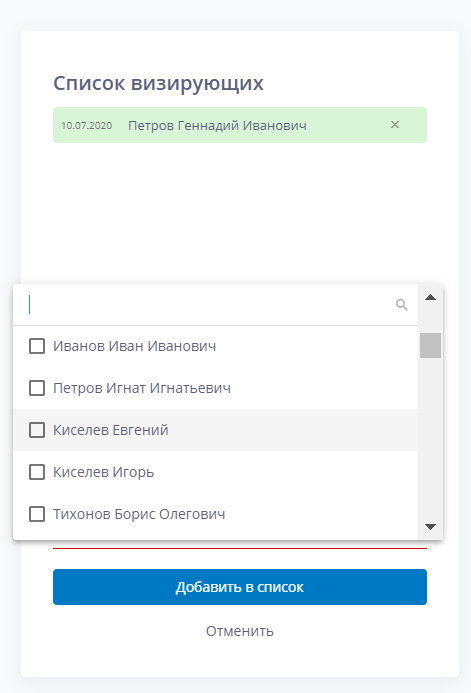 Список визирующих
10.07.2020 Петров Геннадий Иванович ×
Иванов Иван Иванович
Петров Игнат Игнатьевич
Киселев Евгений
Киселев Игорь
Тихонов Борис Олегович
Добавить в список
Отменить